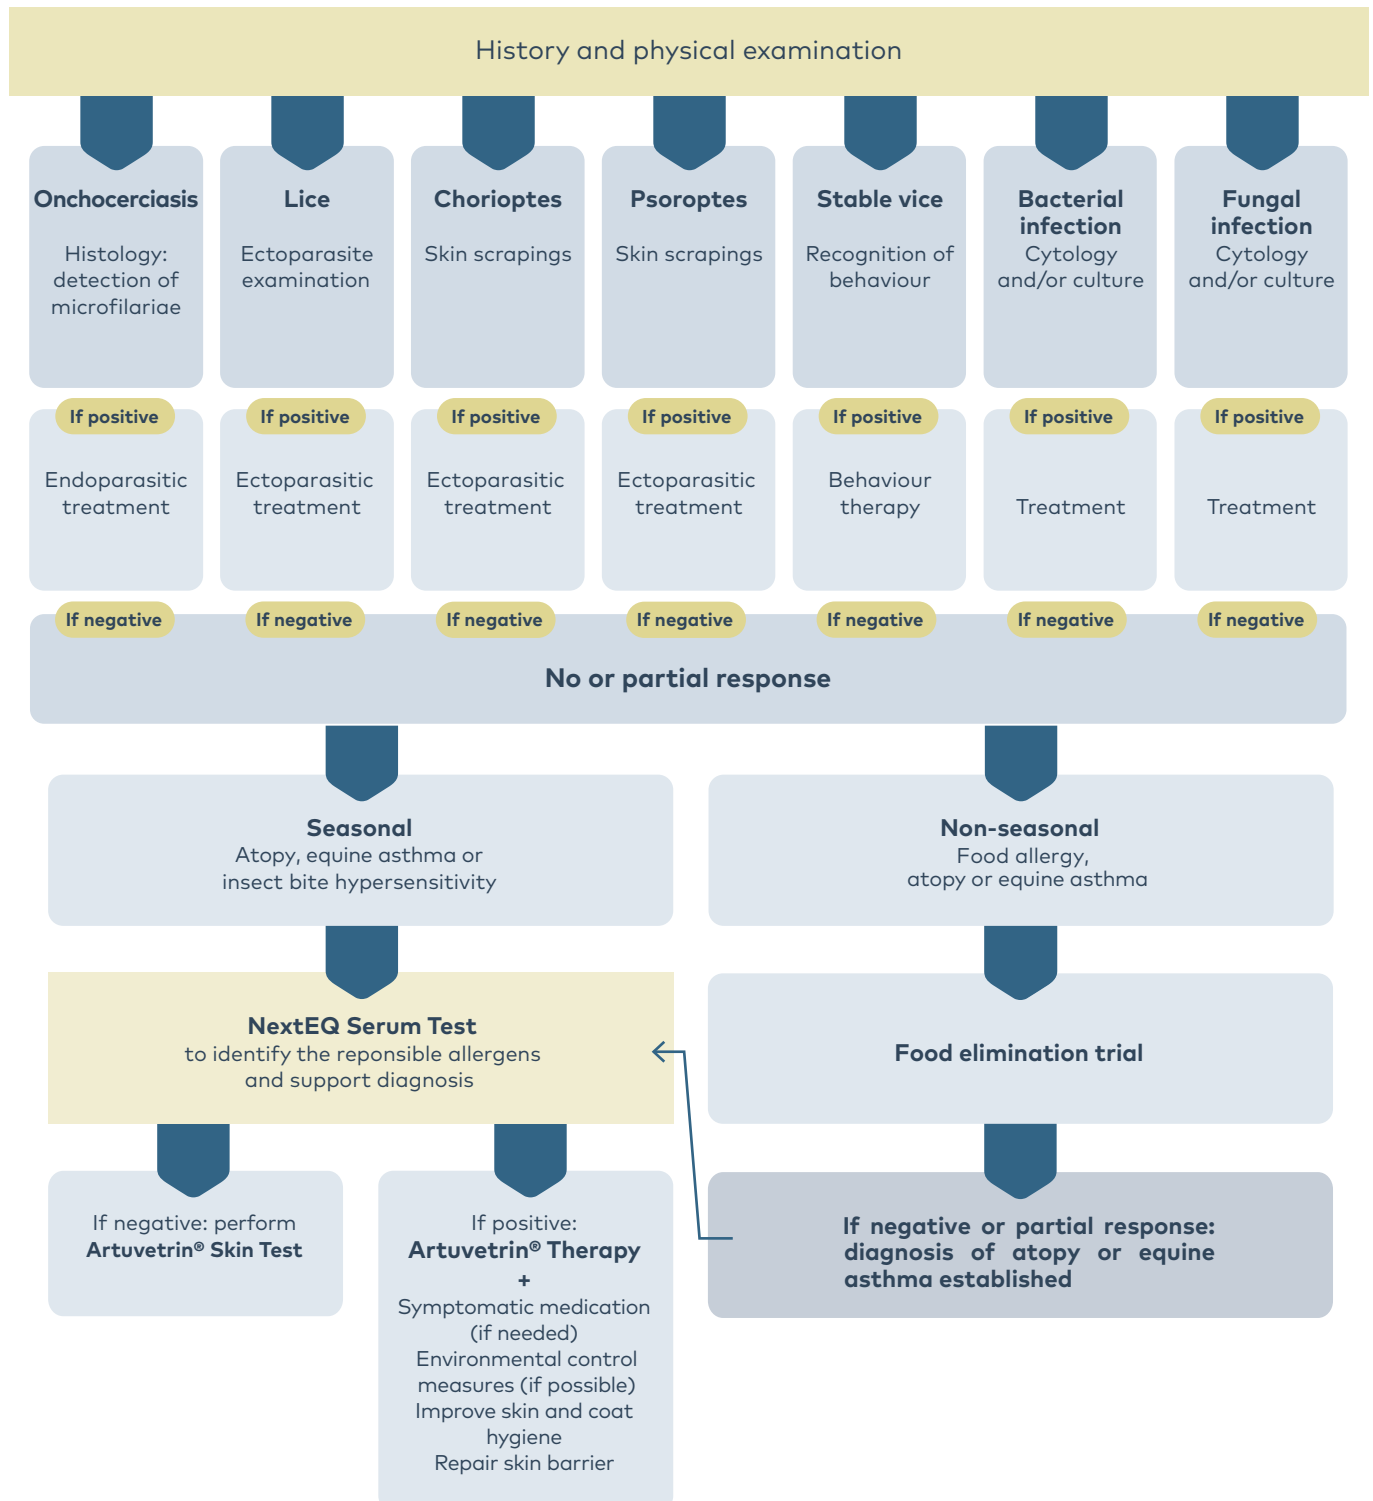 History and physical examination
Onchocerciasis
Histology:
detection of
microfilariae
Lice
Ectoparasite
examination
Chorioptes
Skin scrapings
Psoroptes
Skin scrapings
Stable vice
Recognition of
behaviour
Bacterial
infection
Cytology
and/or culture
Fungal
infection
Cytology
and/or culture
If positive
If positive
If positive
If positive
If positive
If positive
If positive
Endoparasitic
treatment
Ectoparasitic
treatment
Ectoparasitic
treatment
Ectoparasitic
treatment
Behaviour
therapy
Treatment
Treatment
If negative
If negative
If negative
If negative
If negative
If negative
If negative
No or partial response
Seasonal
Atopy, equine asthma or
insect bite hypersensitivity
Non-seasonal
Food allergy,
atopy or equine asthma
NextEQ Serum Test
to identify the reponsible allergens
and support diagnosis
Food elimination trial
If negative: perform
Artuvetrin® Skin Test
If positive:
Artuvetrin® Therapy
+
Symptomatic medication
(if needed)
Environmental control
measures (if possible)
Improve skin and coat
hygiene
Repair skin barrier
If negative or partial response:
diagnosis of atopy or equine
asthma established